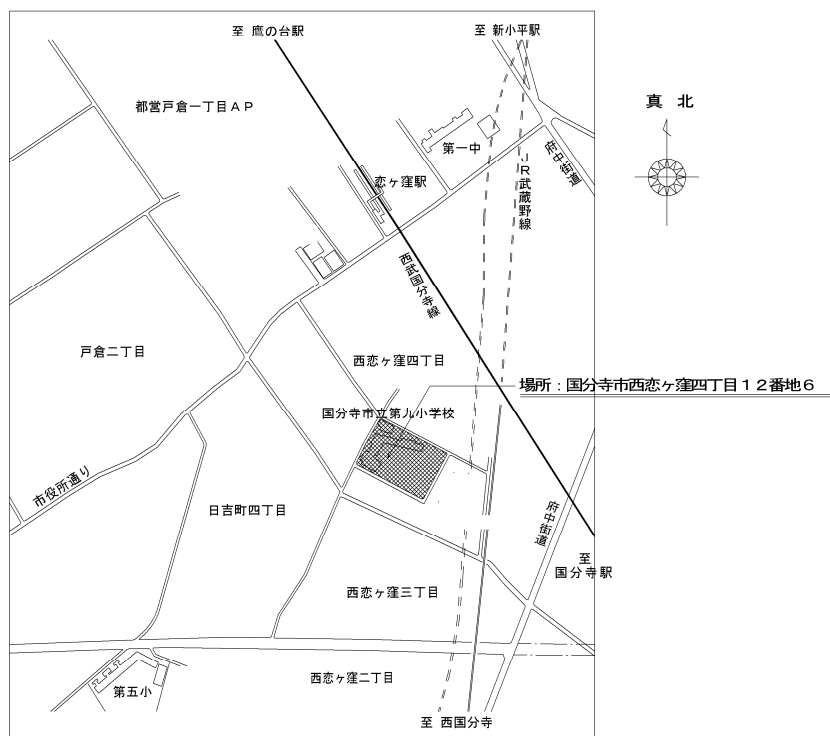 至 鷹の台駅
至 新小平駅
真 北
都営戸倉一丁目AP
第一中
府中街道
恋ヶ窪駅
JR武蔵野線
西武国分寺線
戸倉二丁目
西恋ヶ窪四丁目
場所：国分寺市西恋ヶ窪四丁目12番地6
国分寺市立第九小学校
市役所通り
日吉町四丁目
府中街道
至
国分寺駅
西恋ヶ窪三丁目
西恋ヶ窪二丁目
第五小
至 西国分寺